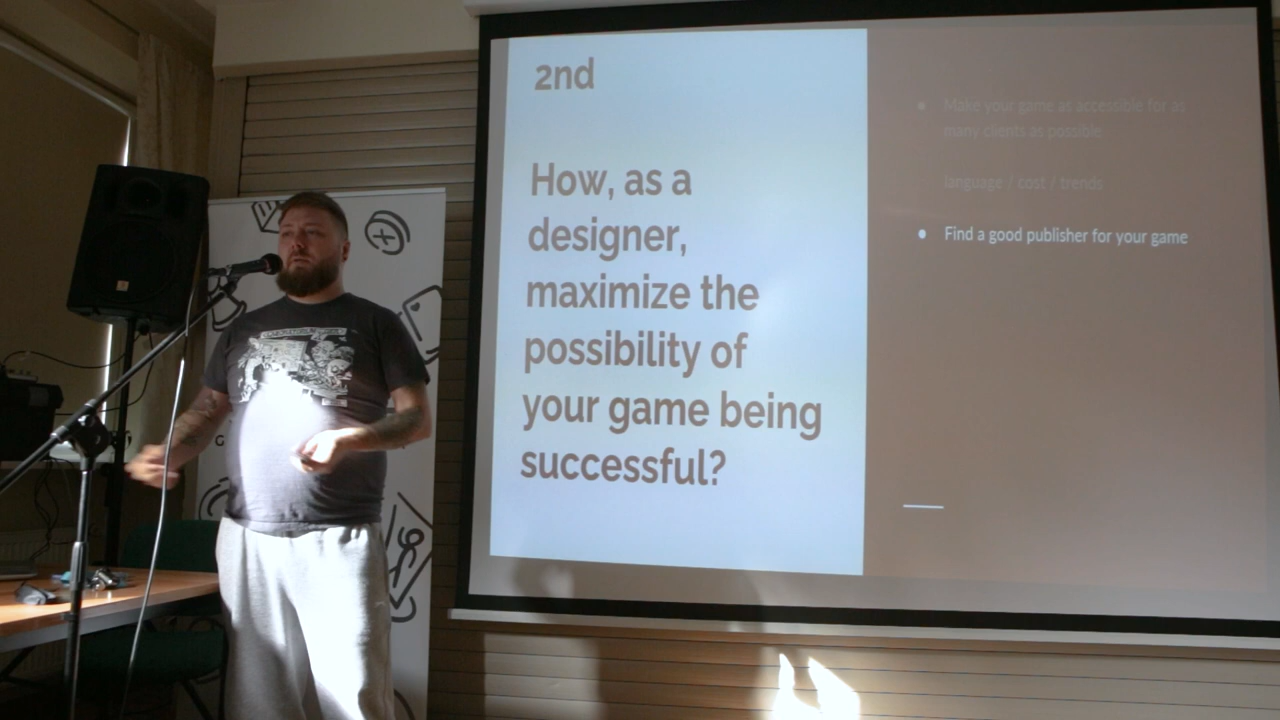 2nd
How, as a
designer,
maximize the
possibility of
your game being
successful?
Make your game as accessible for as
many clients as possible
language / cost / trends
Find a good publisher for your game
G